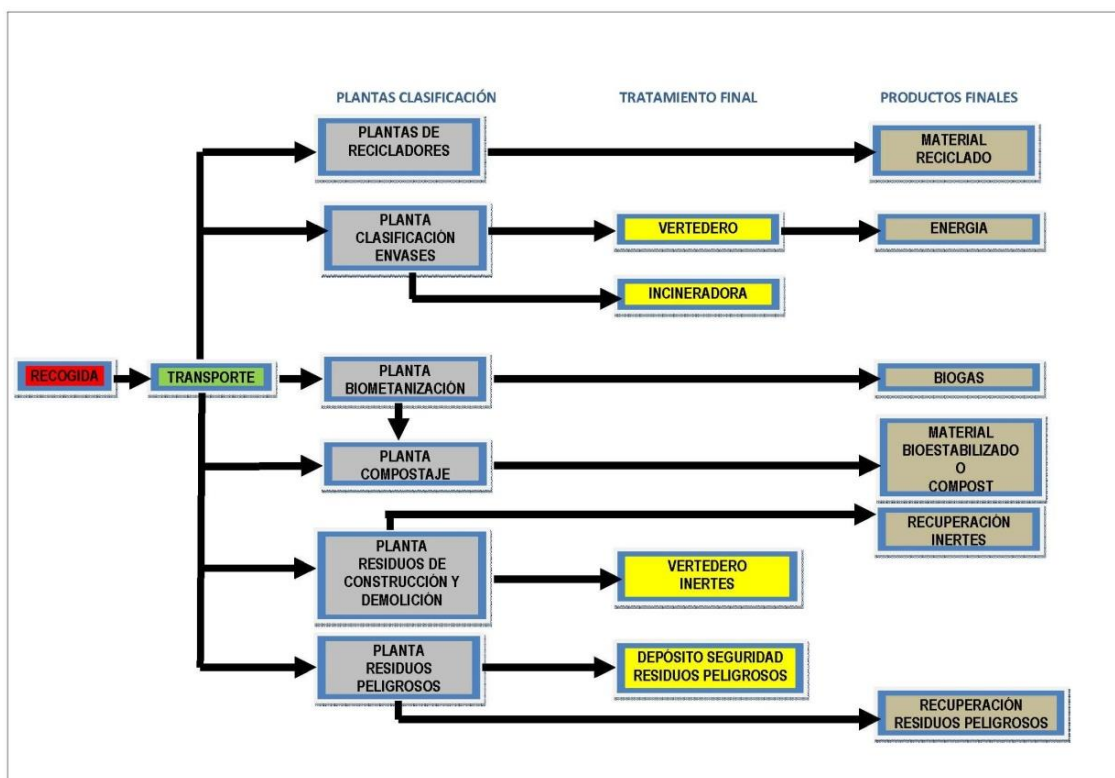 PLANTAS CLASIFICACIÓN
TRATAMIENTO FINAL
PRODUCTOS FINALES
PLANTAS DE
RECICLADORES
MATERIAL
RECICLADO
PLANTA
CLASIFICACIÓN
ENVASES
VERTEDERO
ENERGIA
INCINERADORA
RECOGIDA
TRANSPORTE
PLANTA
BIOMETANIZACIÓN
BIOGAS
PLANTA
COMPOSTAJE
MATERIAL
BIOESTABILIZADO
O
COMPOST
RECUPERACIÓN
INERTES
PLANTA
RESIDUOS DE
CONSTRUCCIÓN Y
DEMOLICIÓN
VERTEDERO
INERTES
PLANTA
RESIDUOS
PELIGROSOS
DEPÓSITO SEGURIDAD
RESIDUOS PELIGROSOS
RECUPERACIÓN
RESIDUOS PELIGROSOS